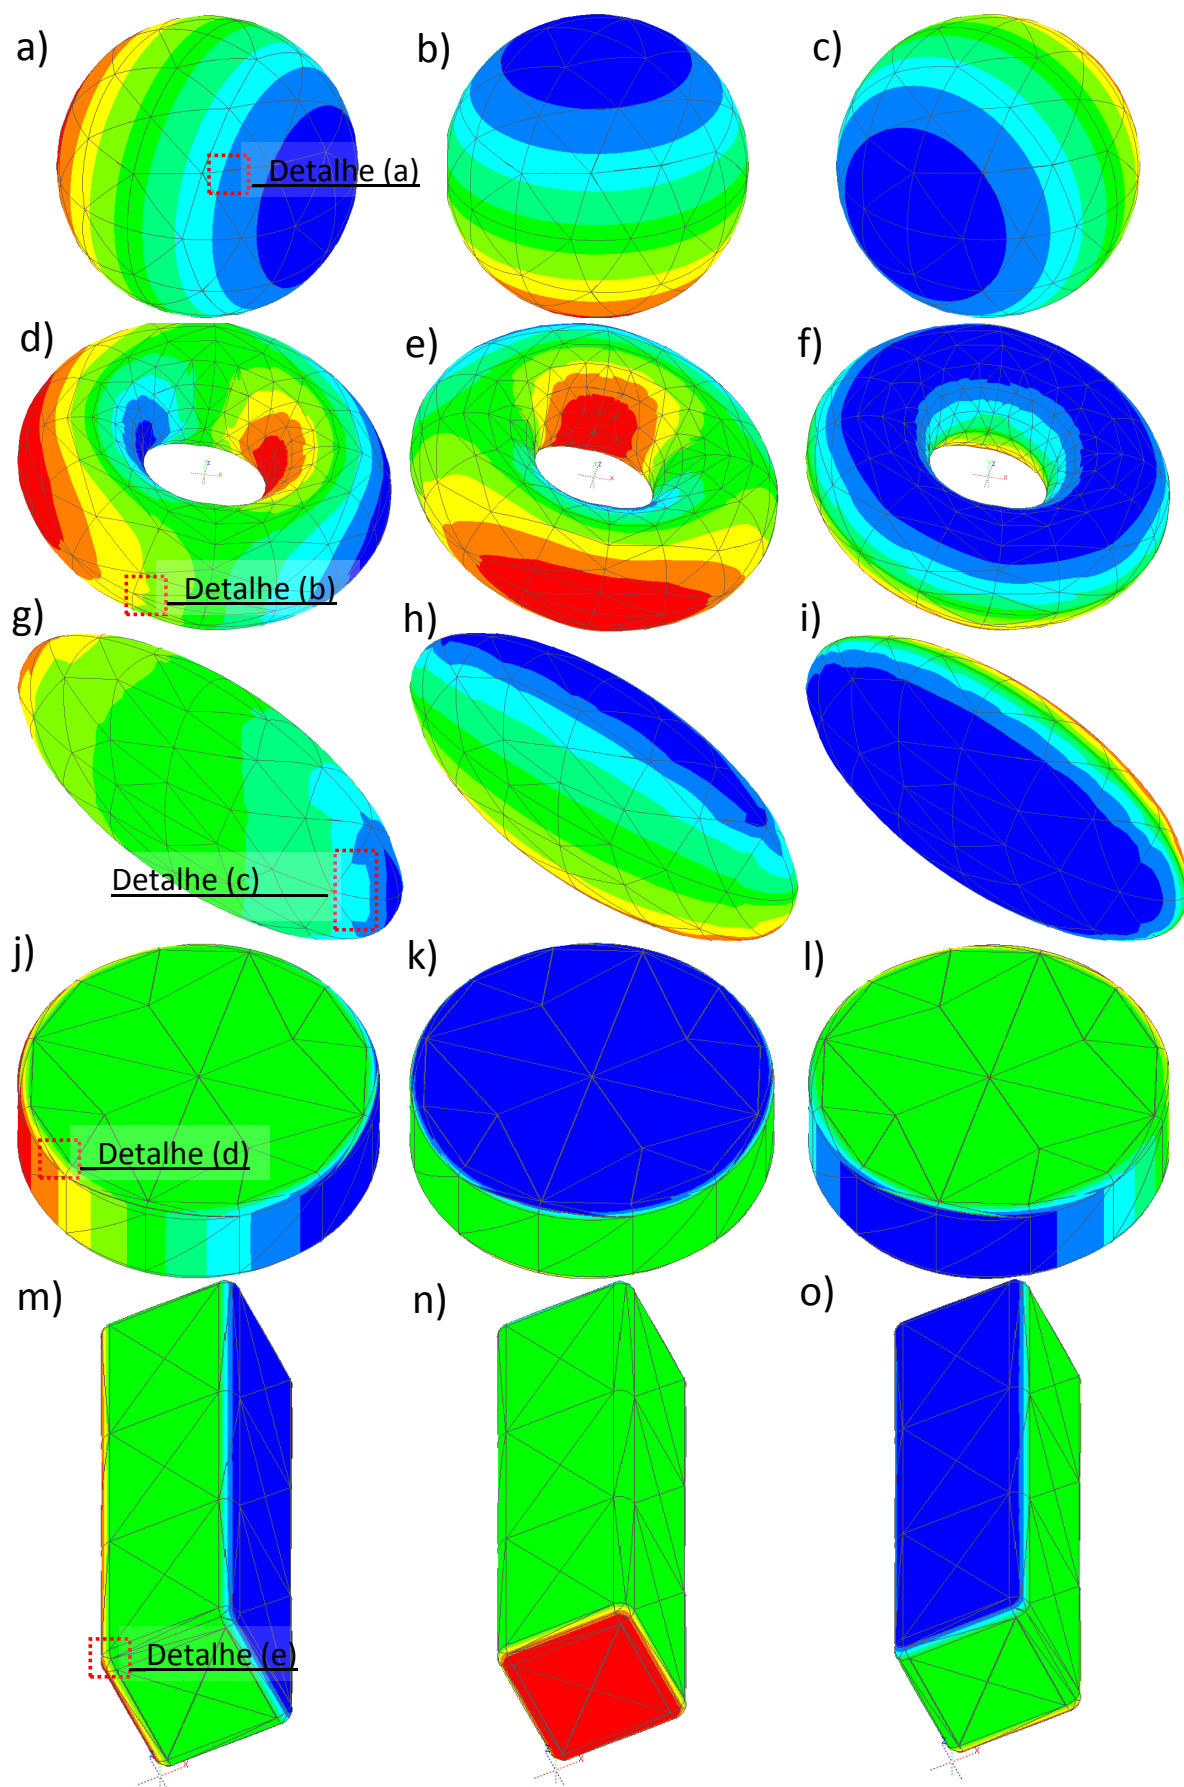 a)
b)
c)
Detalhe (a)
d)
e)
f)
Detalhe (b)
g)
h)
i)
Detalhe (c)
j)
k)
l)
Detalhe (d)
m)
n)
o)
Detalhe (e)